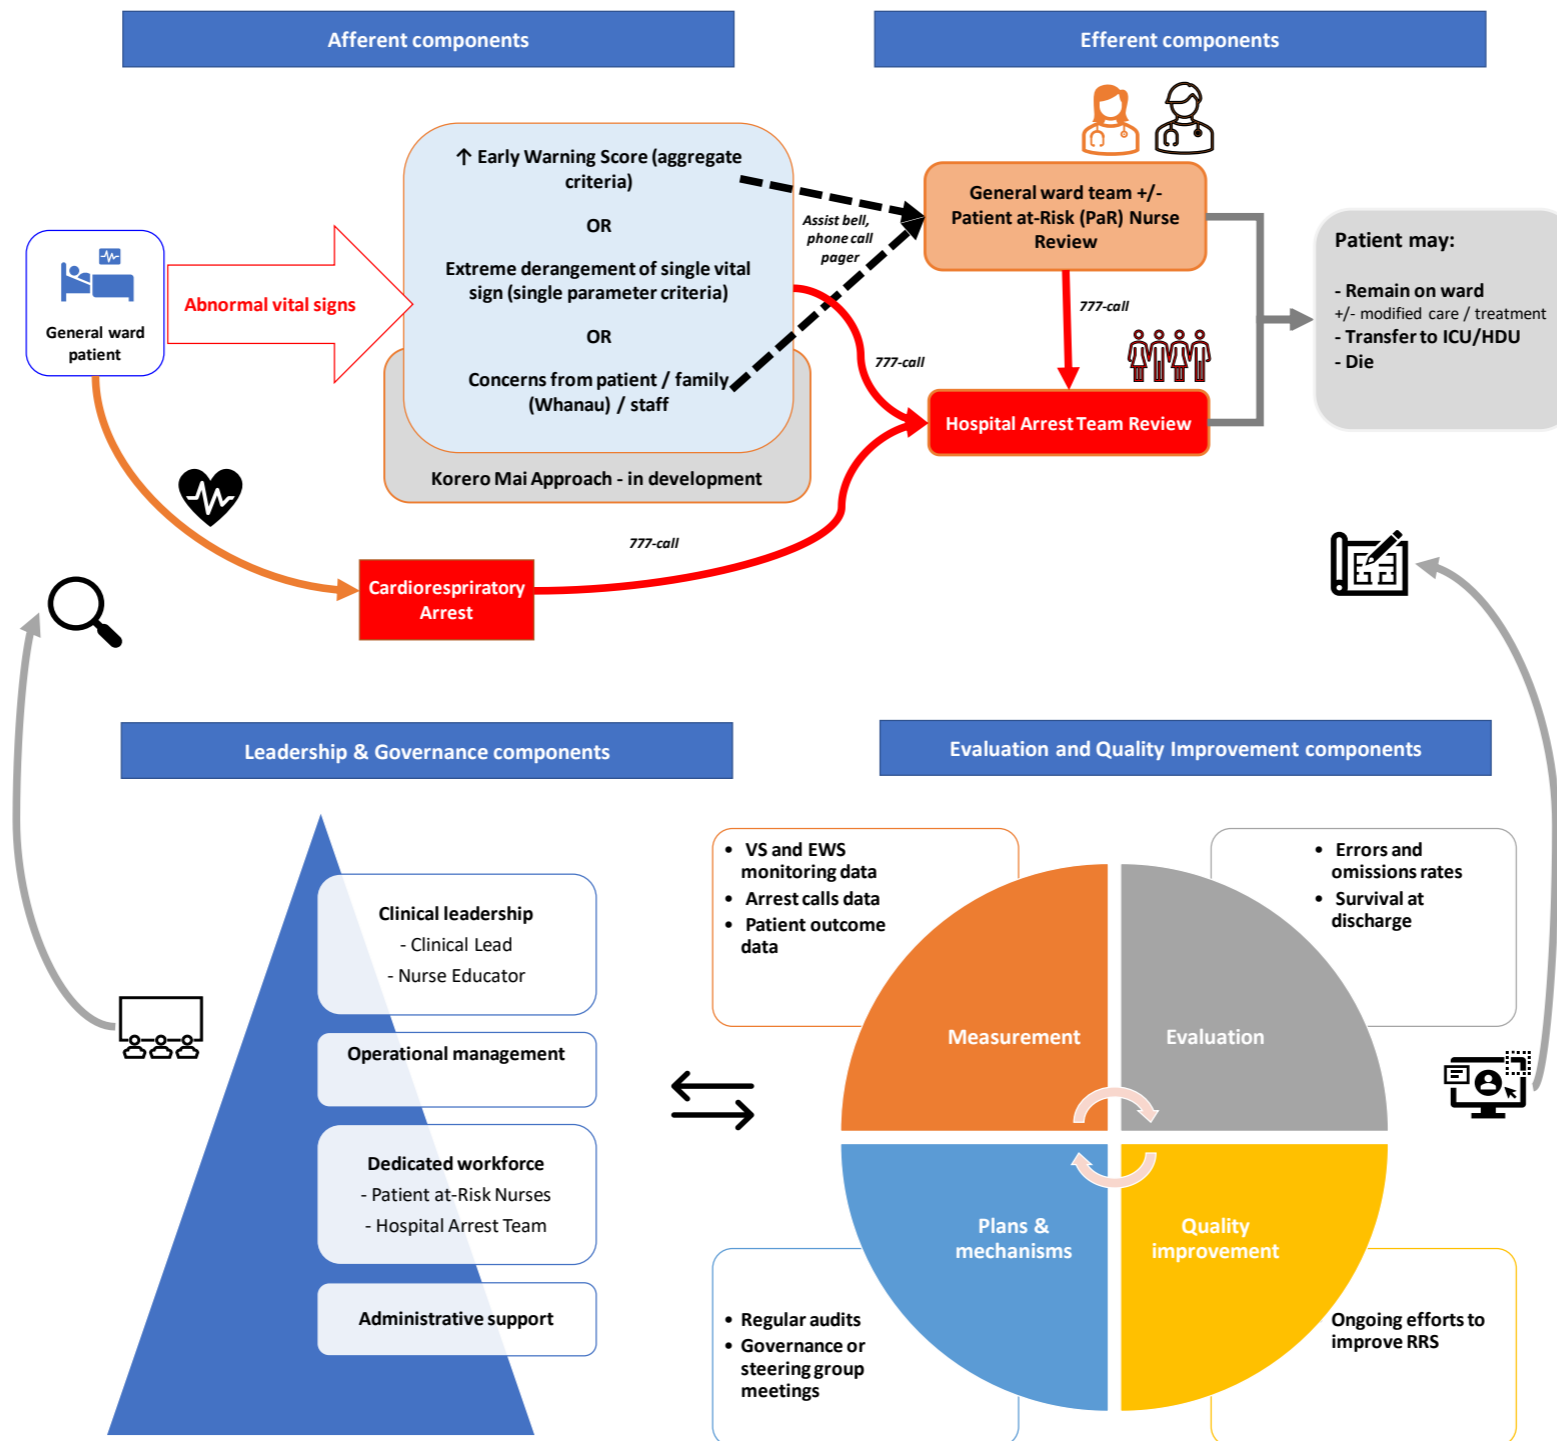 Afferent components
Efferent components
↑ Early Warning Score (aggregate
criteria)
OR
Extreme derangement of single vital
sign (single parameter criteria)
OR
Concerns from patient / family
(Whanau) / staff
Korero Mai Approach - in development
General ward
patient
Abnormal vital signs
Assist bell,
phone call
pager
General ward team +/-
Patient at-Risk (PaR) Nurse
Review
777-call
777-call
Hospital Arrest Team Review
Patient may:
- Remain on ward
+/- modified care / treatment
- Transfer to ICU/HDU
- Die
777-call
Cardiorespriratory
Arrest
Leadership & Governance components
Evaluation and Quality Improvement components
Clinical leadership
- Clinical Lead
- Nurse Educator
Operational management
Dedicated workforce
- Patient at-Risk Nurses
- Hospital Arrest Team
Administrative support
• VS and EWS
monitoring data
• Arrest calls data
• Patient outcome
data
• Errors and
omissions rates
• Survival at
discharge
Measurement
Evaluation
Plans &
mechanisms
Quality
improvement
• Regular audits
• Governance or
steering group
meetings
Ongoing efforts to
improve RRS